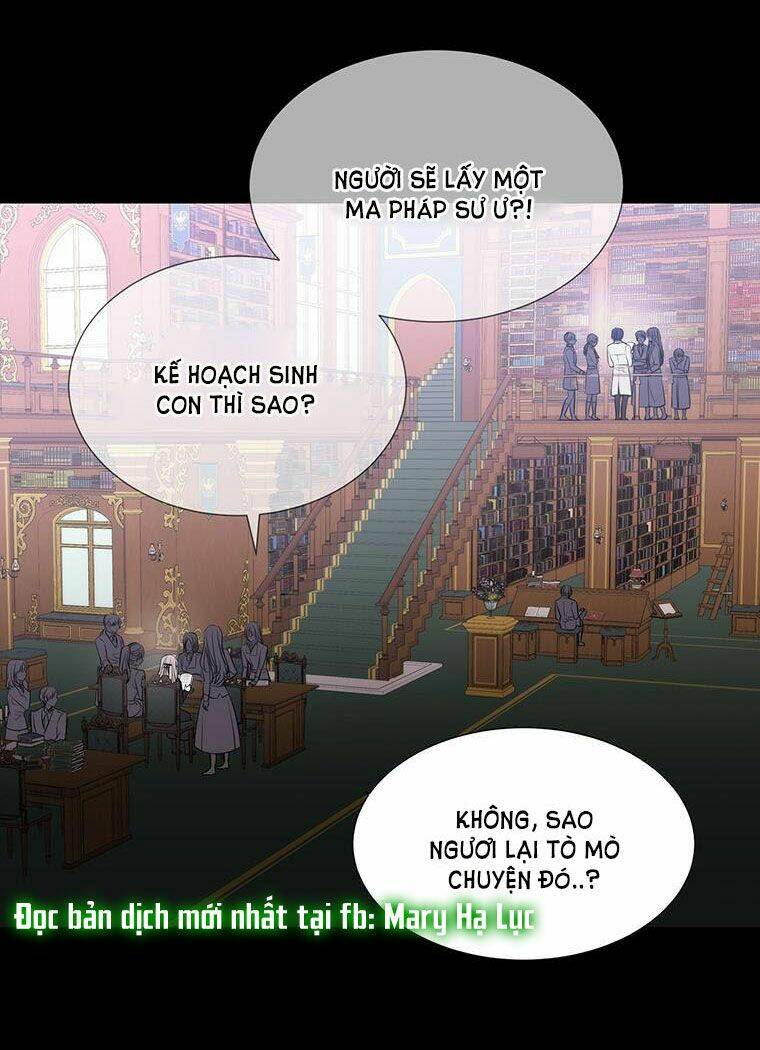 NGƯỜI SẼ LẤY MỘT
MA PHÁP SƯ Ư?!
KẾ HOẠCH SINH
CON THÌ SAO?
KHÔNG, SAO
NGƯƠI LẠI TÒ MÒ
CHUYỆN ĐÓ..?
Đọc bản dịch mới nhất tại fb: Mary Hạ Lục